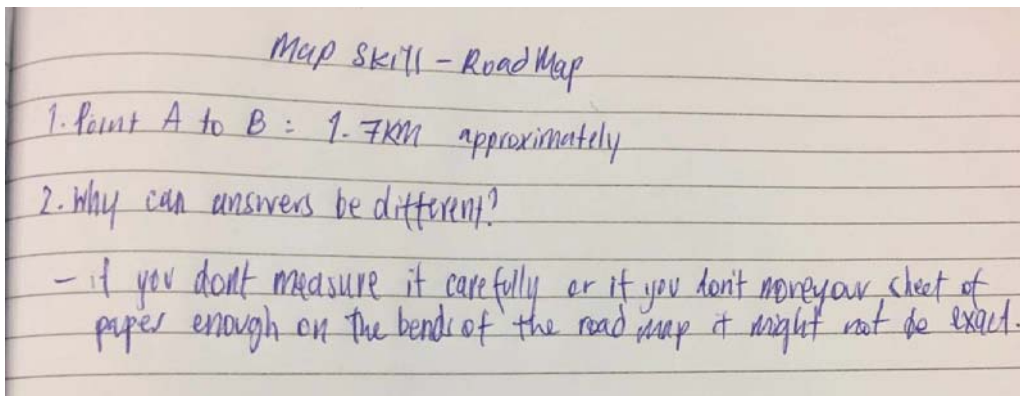 Map Skill - Road Map
1. Point A to B : 1.7KM approximately
2. Why can answers be different?
- if you dont measure it carefully or if you don't move your sheet of
paper enough on the bends of the road map it might not be exact.